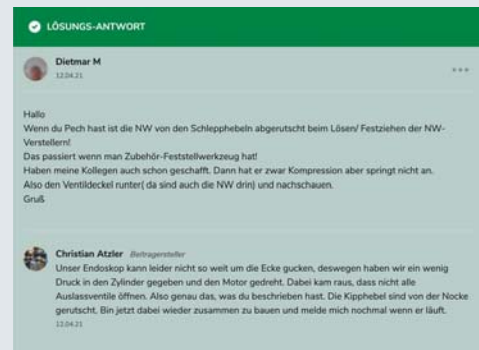 LÖSUNGS-ANTWORT
Dietmar M
12.04.21
Hallo
Wenn du Pech hast ist die NW von den Schlepphebeln abgerutscht beim Lösen/ Festziehen der NW-
Verstellern!
Das passiert wenn man Zubehör-Feststellwerkzeug hat!
Haben meine Kollegen auch schon geschafft. Dann hat er zwar Kompression aber springt nicht an.
Also den Ventildeckel runter( da sind auch die NW drin) und nachschauen.
Gruß
Christian Atzler Beitragersteller
Unser Endoskop kann leider nicht so weit um die Ecke gucken, deswegen haben wir ein wenig
Druck in den Zylinder gegeben und den Motor gedreht. Dabei kam raus, dass nicht alle
Auslassventile öffnen. Also genau das, was du beschrieben hast. Die Kipphebel sind von der Nocke
gerutscht. Bin jetzt dabei wieder zusammen zu bauen und melde mich nochmal wenn er läuft.
12.04.21